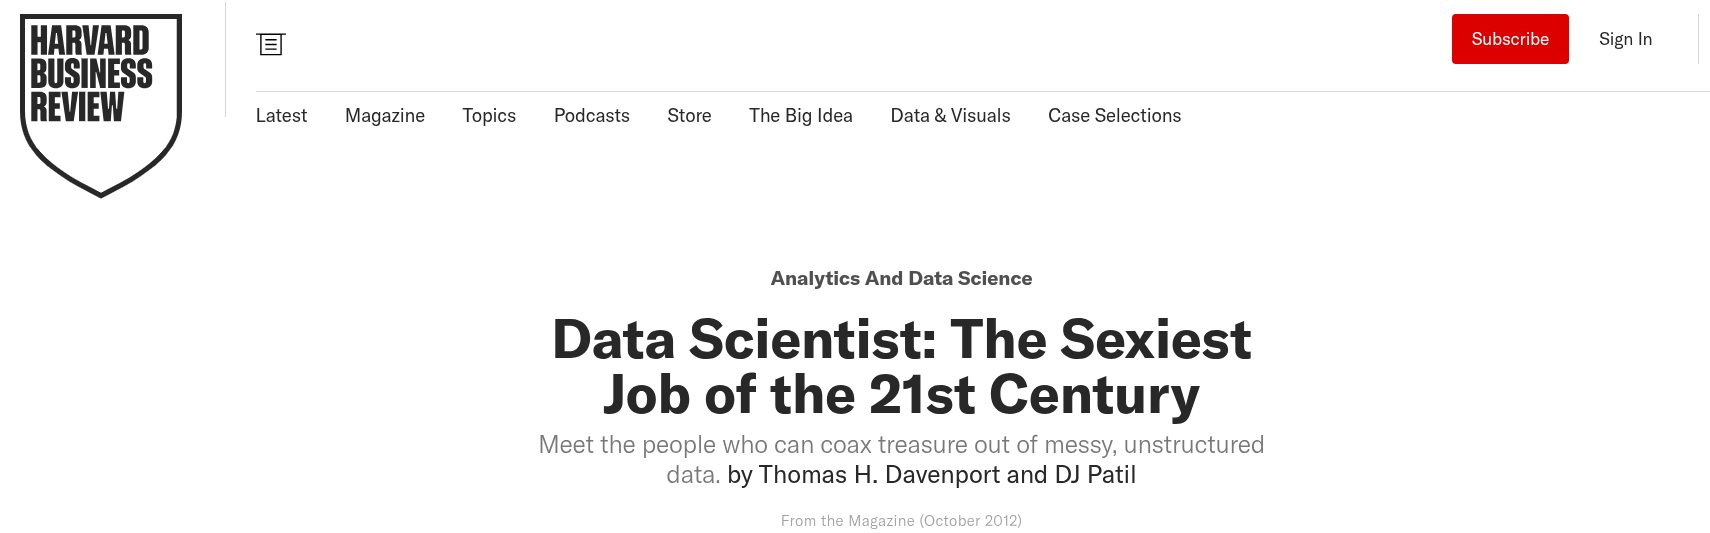 HARVARD
BUSINESS
REVIEW
Subscribe
Sign In
Latest
Magazine
Topics
Podcasts
Store
The Big Idea
Data & Visuals
Case Selections
Analytics And Data Science
Data Scientist: The Sexiest
Job of the 21st Century
Meet the people who can coax treasure out of messy, unstructured
data. by Thomas H. Davenport and DJ Patil
From the Magazine (October 2012)